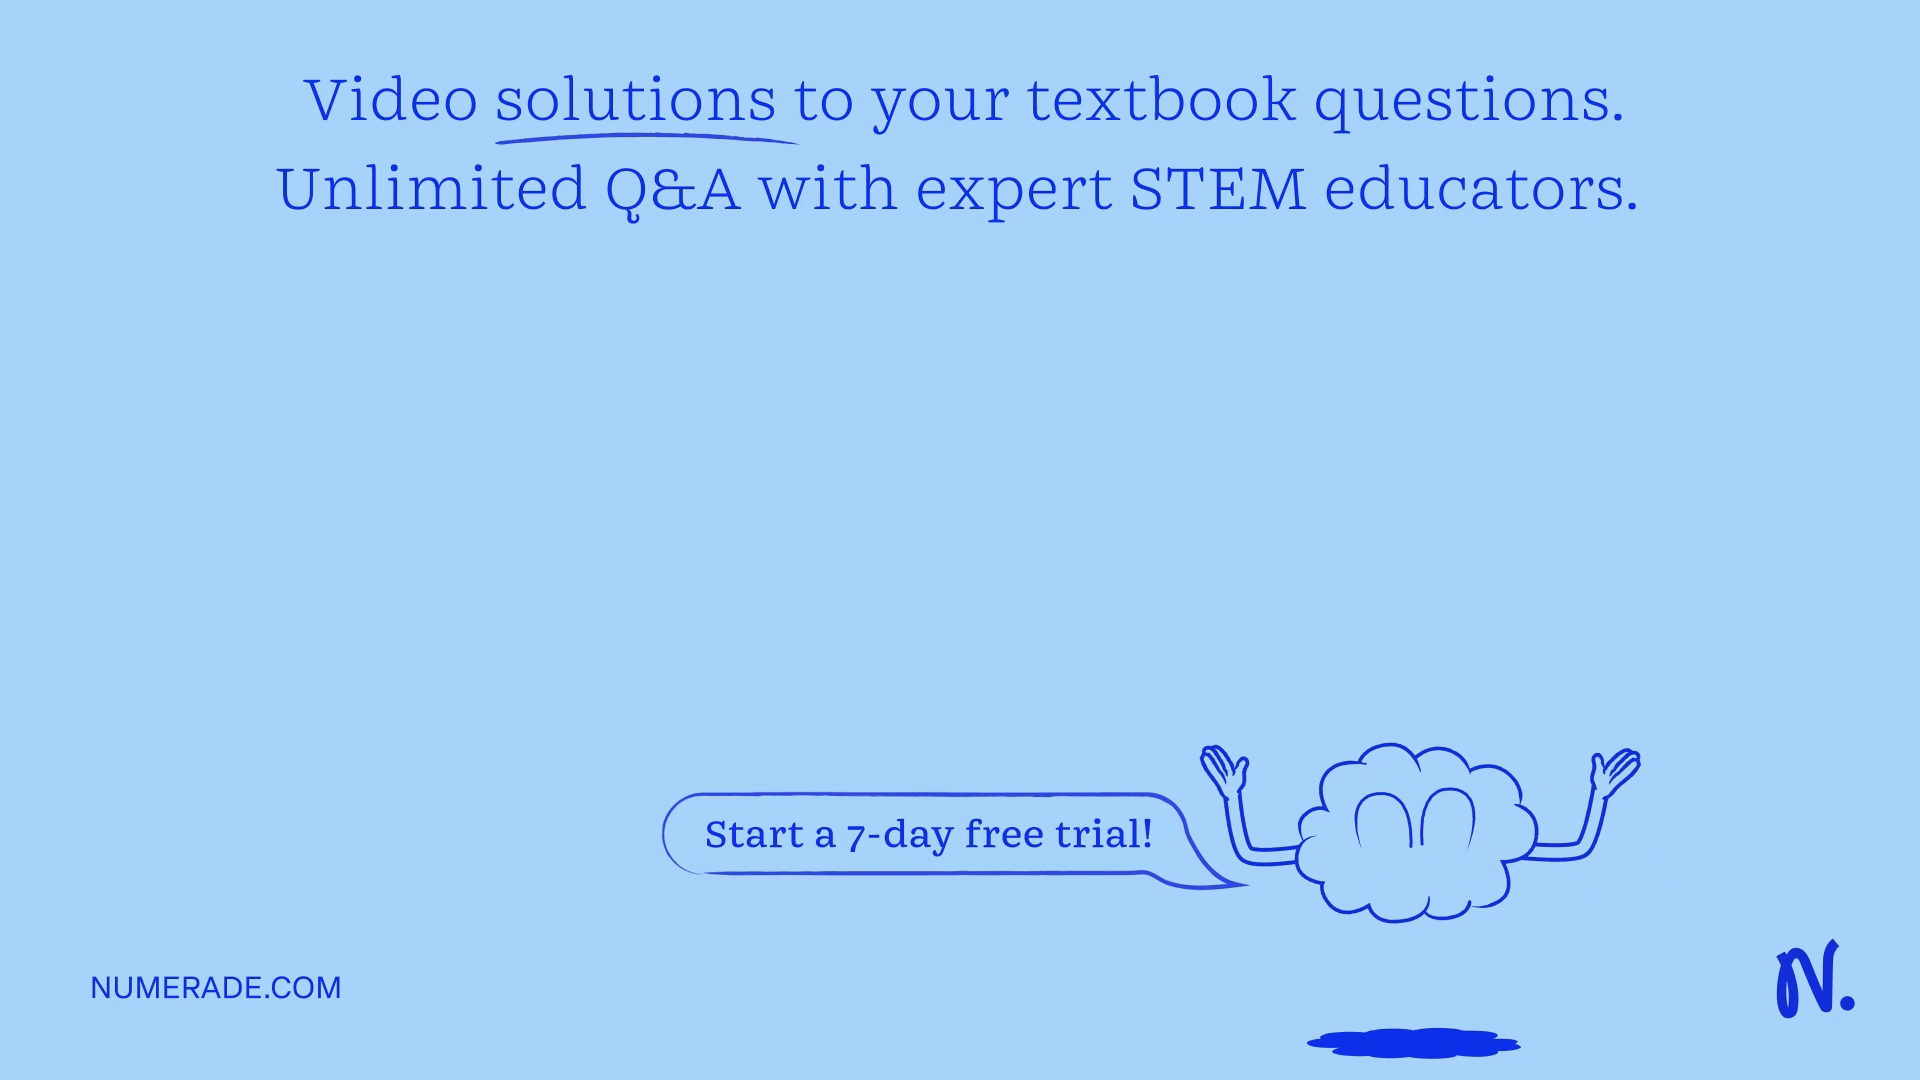 Video solutions to your textbook questions.
Unlimited Q&A with expert STEM educators.
Start a 7-day free trial!
NUMERADE.COM
N.